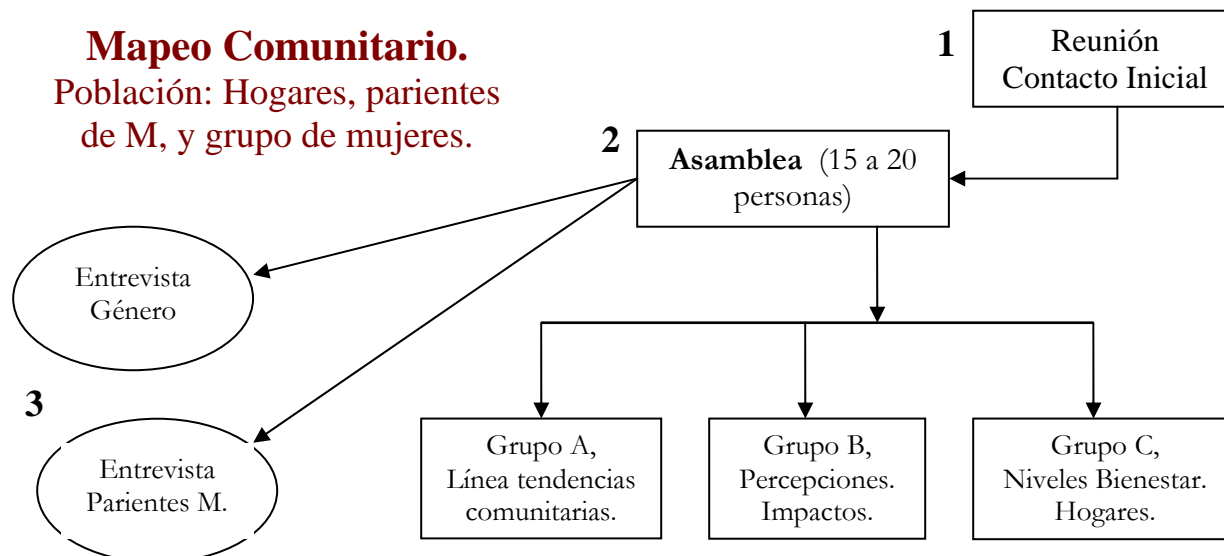 Mapeo Comunitario.
Población: Hogares, parientes
de M, y grupo de mujeres.
1
Reunión
Contacto Inicial
2
Asamblea (15 a 20
personas)
Entrevista
Género
3
Entrevista
Parientes M.
Grupo A,
Línea tendencias
comunitarias.
Grupo B,
Percepciones.
Impactos.
Grupo C,
Niveles Bienestar.
Hogares.